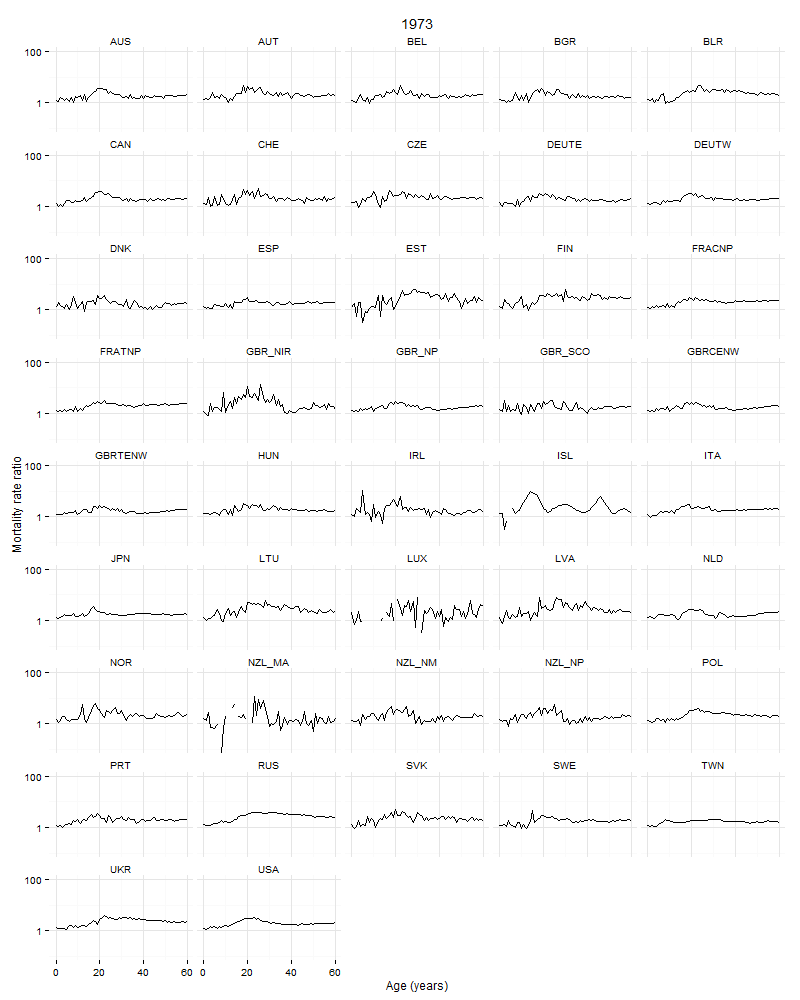 1973
AUS AUT BEL BGR BLR
100
1
CAN CHE CZE DEUTE DEUTW
100
1
DNK ESP EST FIN FRACNP
100
1
FRATNP GBR_NIR GBR_NP GBR_SCO GBRCENW
100
1
GBRTENW HUN IRL ISL ITA
100
1
JPN LTU LUX LVA NLD
100
1
NOR NZL_MA NZL_NM NZL_NP POL
100
1
PRT RUS SVK SWE TWN
100
1
UKR USA
100
1
0 20 40 60 0 20 40 60
Age (years)
Mortality rate ratio